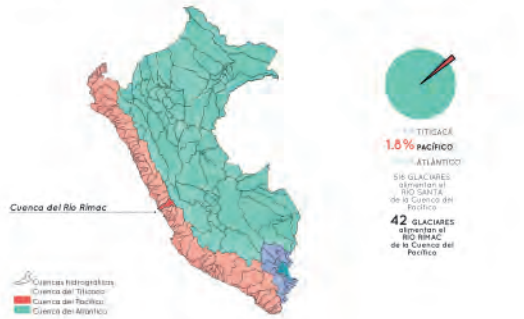 Cuenca del Río Rímac
Cuencas hidrográficas
Cuenca del Titicaca
Cuenca del Pacífico
Cuenca del Atlántico
TITICACA
1.8% PACÍFICO
ATLÁNTICO
516 GLACIARES
alimentan el
RÍO SANTA
de la Cuenca del
Pacífico
42 GLACIARES
alimentan el
RÍO RÍMAC
de la Cuenca del
Pacífico